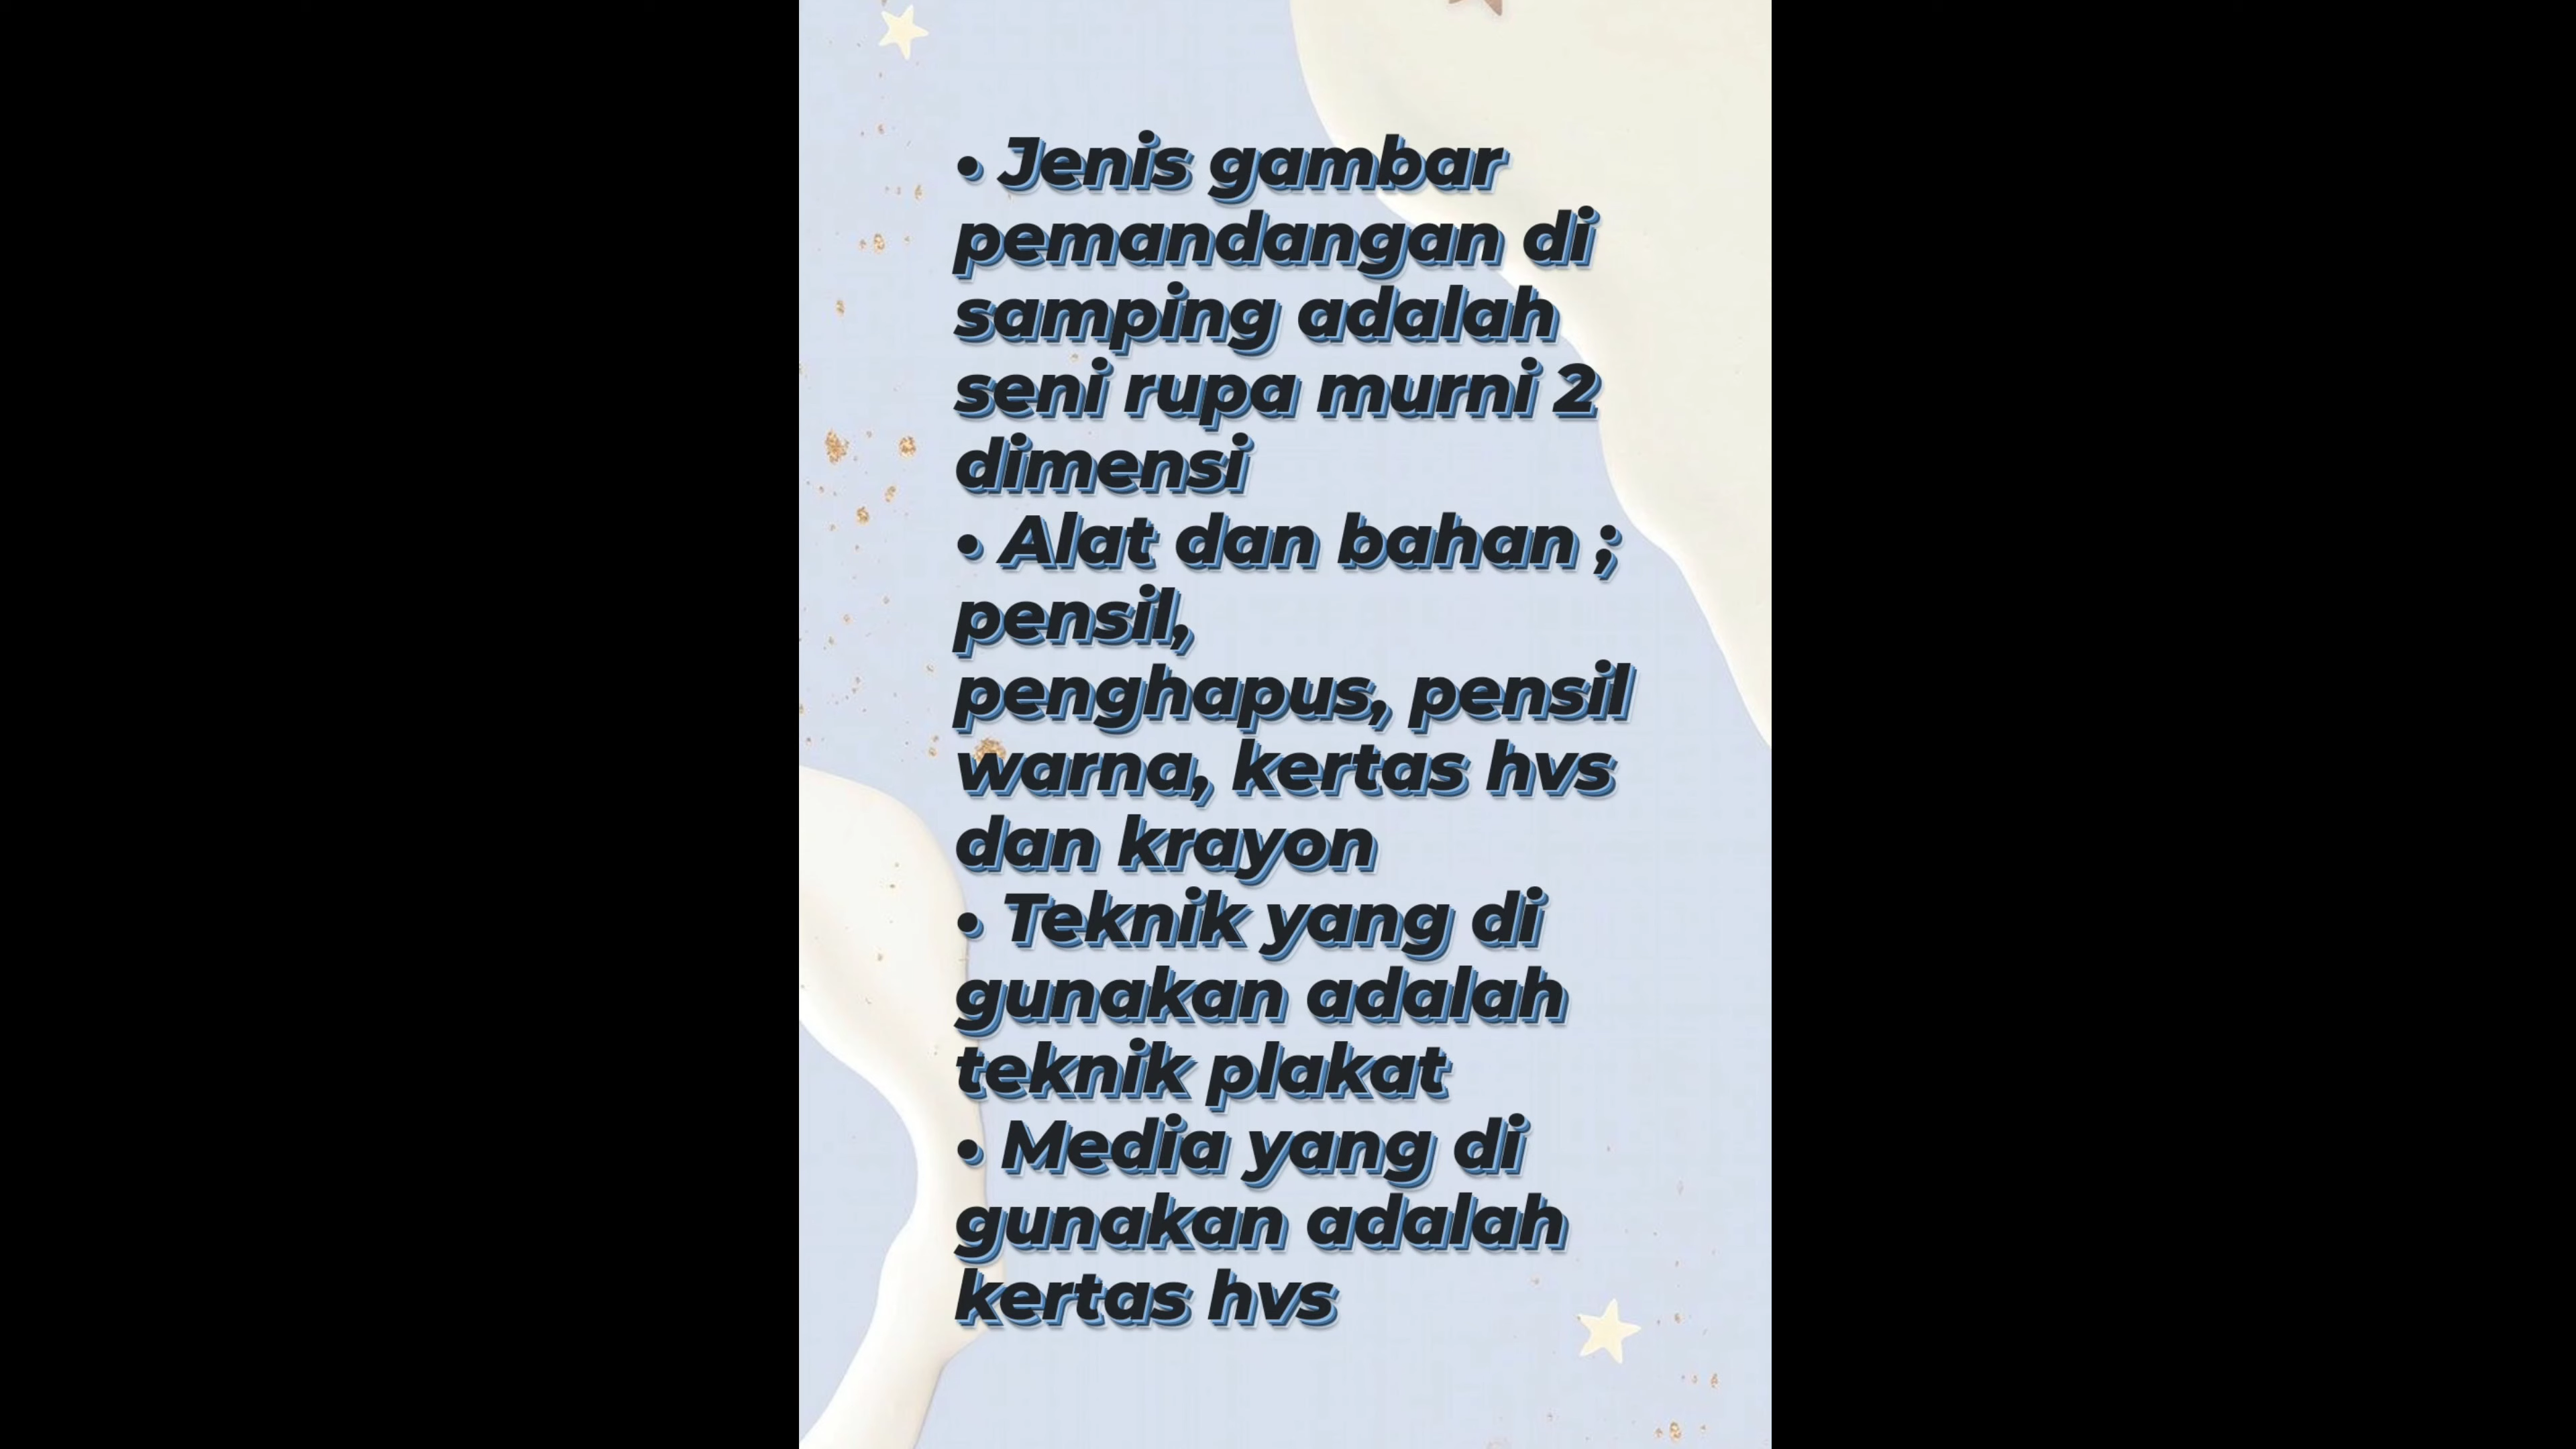 • Jenis gambar
pemandangan di
samping adalah
seni rupa murni 2
dimensi
• Alat dan bahan ;
pensil,
penghapus, pensil
warna, kertas hvs
dan krayon
• Teknik yang di
gunakan adalah
teknik plakat
• Media yang di
gunakan adalah
kertas hvs